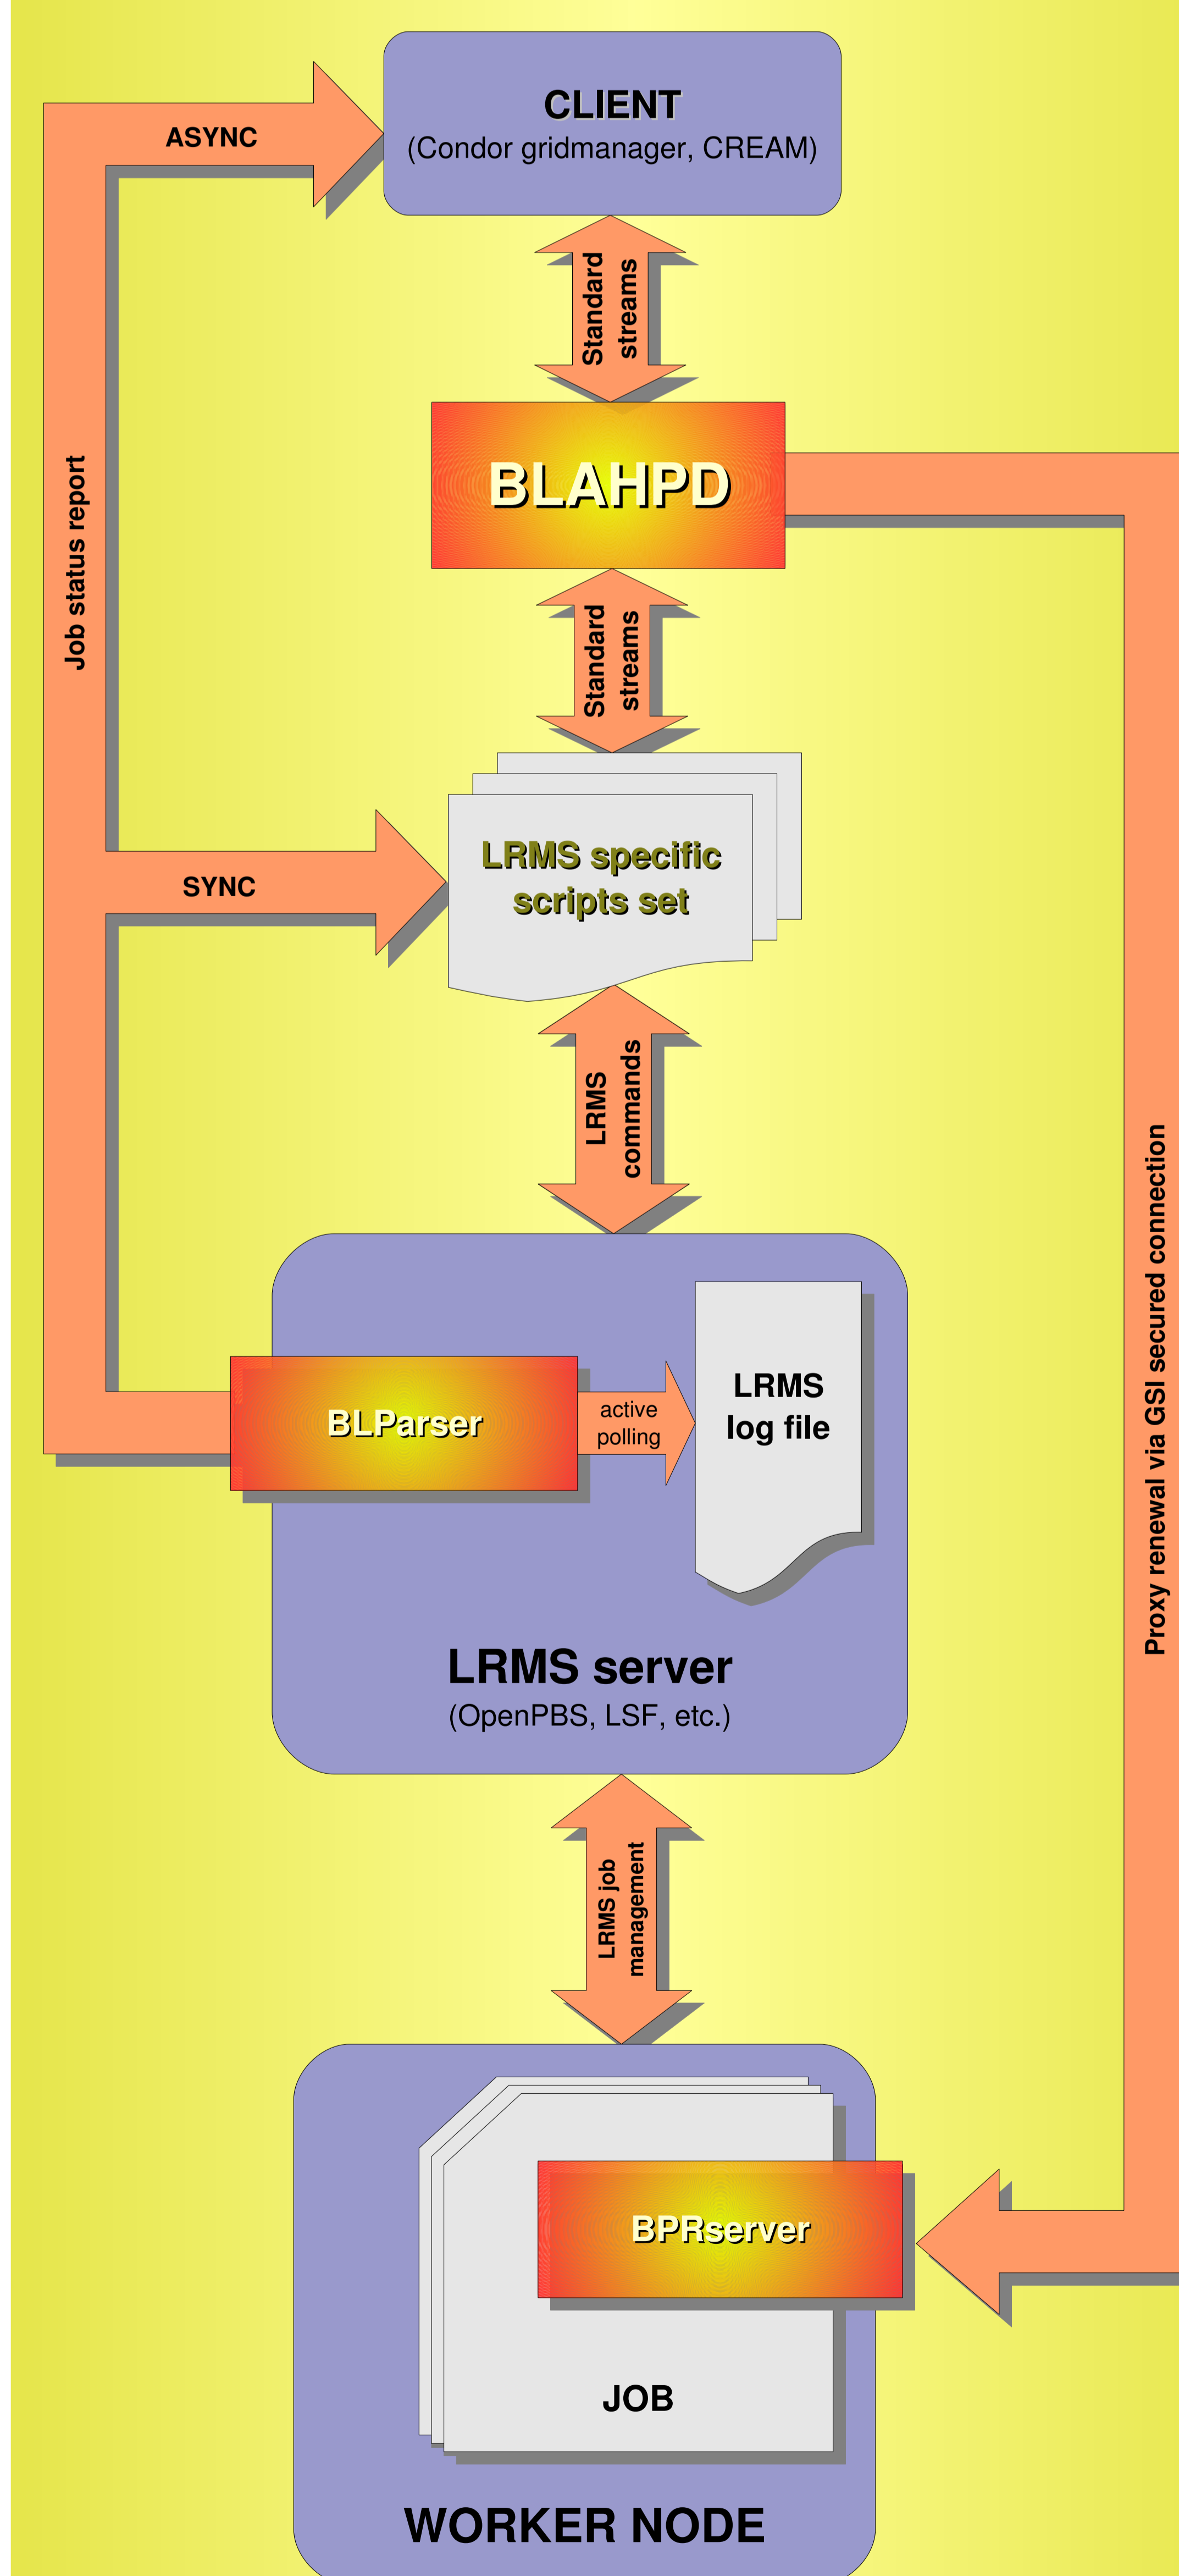 CLIENT
(Condor gridmanager, CREAM)
ASYNC
Standard
streams
BLAHPD
Job status report
Standard
streams
LRMS specific
scripts set
SYNC
LRMS
commands
Proxy renewal via GSI secured connection
BLParser
active
polling
LRMS
log file
LRMS server
(OpenPBS, LSF, etc.)
LRMS job
management
BPRserver
JOB
WORKER NODE